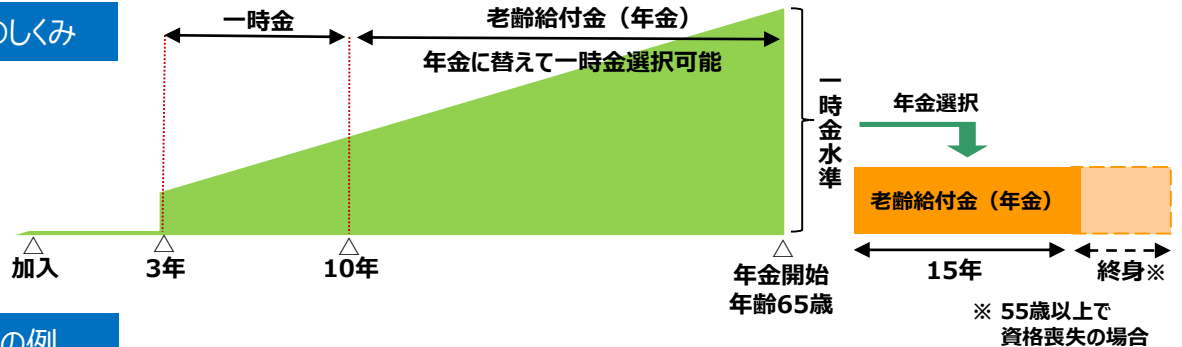 のしくみ
一時金
老齢給付金（年金）
年金に替えて一時金選択可能
一時金水準
年金選択
老齢給付金（年金）
△
加入
△
3年
△
10年
△
年金開始
年齢65歳
15年
終身※
※ 55歳以上で
資格喪失の場合
の例